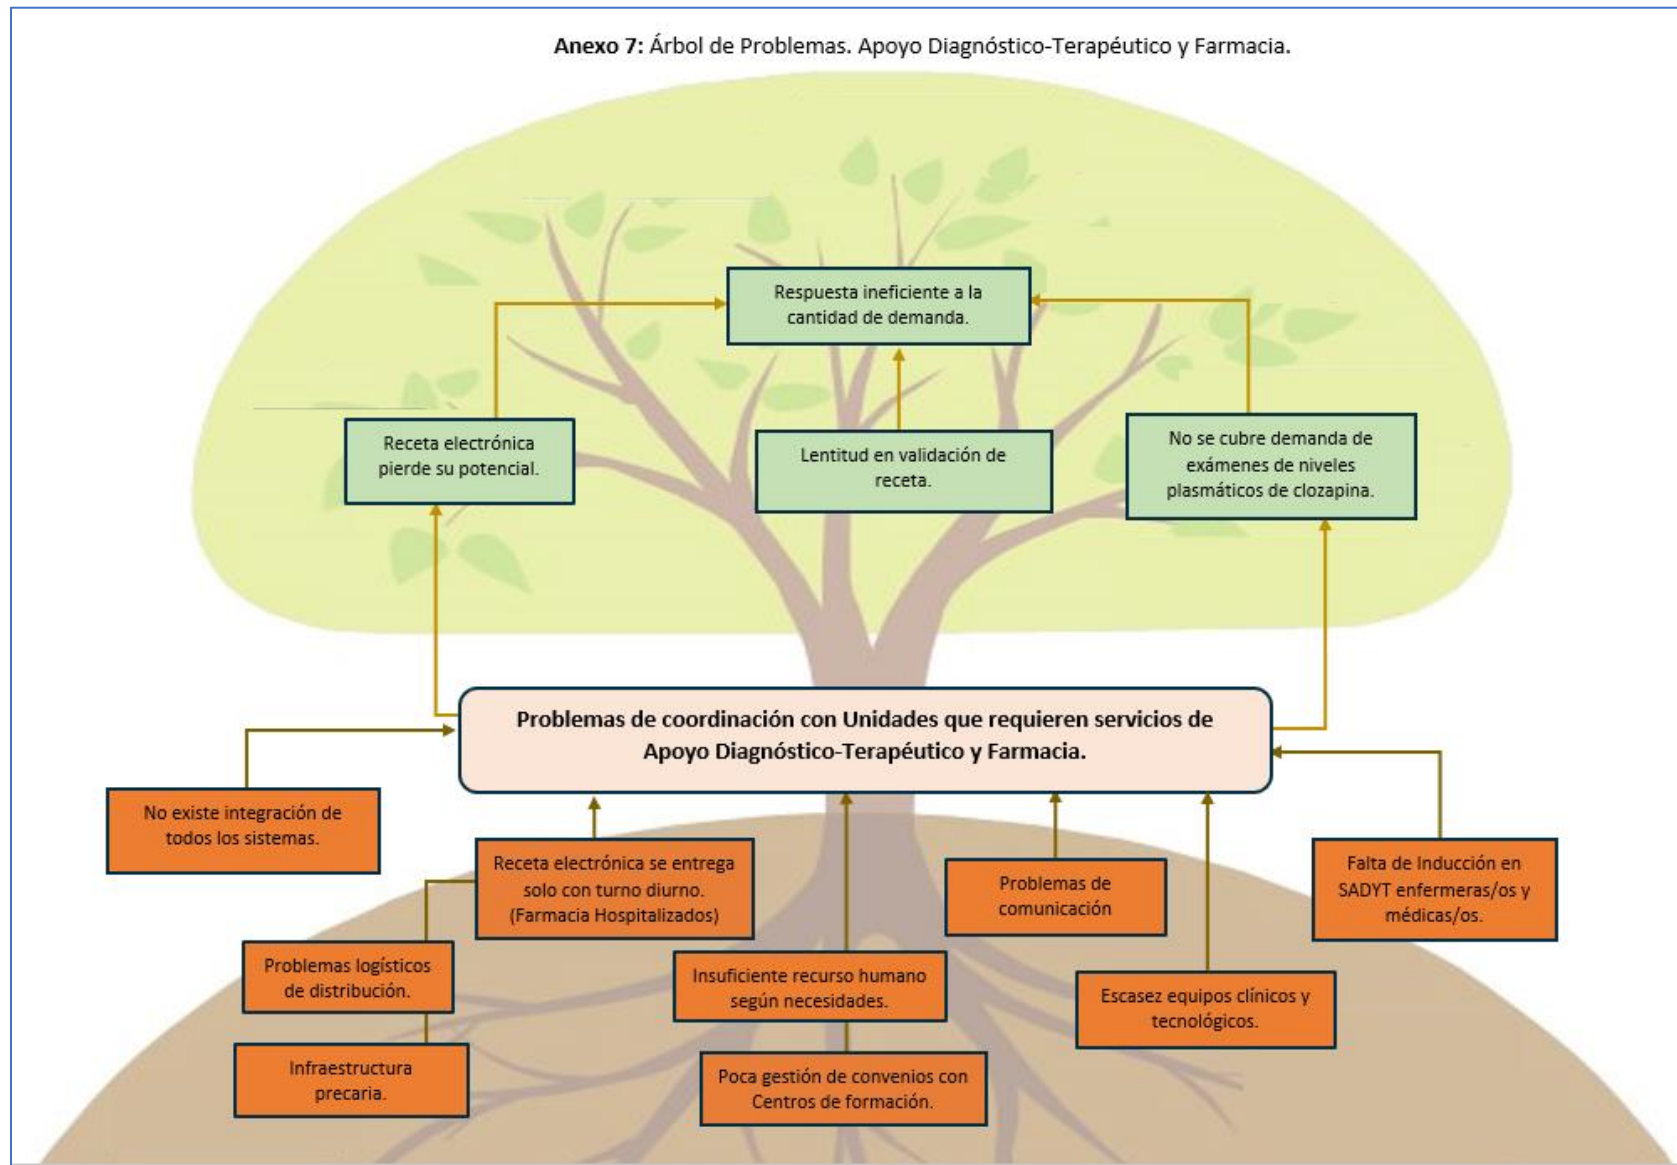 Anexo 7: Árbol de Problemas. Apoyo Diagnóstico-Terapéutico y Farmacia.
Respuesta ineficiente a la
cantidad de demanda.
Receta electrónica
pierde su potencial.
Lentitud en validación de
receta.
No se cubre demanda de
exámenes de niveles
plasmáticos de clozapina.
Problemas de coordinación con Unidades que requieren servicios de
Apoyo Diagnóstico-Terapéutico y Farmacia.
No existe integración de
todos los sistemas.
Receta electrónica se entrega
solo con turno diurno.
(Farmacia Hospitalizados)
Problemas de
comunicación
Falta de Inducción en
SADYT enfermeras/os y
médicas/os.
Problemas logísticos
de distribución.
Insuficiente recurso humano
según necesidades.
Escasez equipos clínicos y
tecnológicos.
Infraestructura
precaria.
Poca gestión de convenios con
Centros de formación.